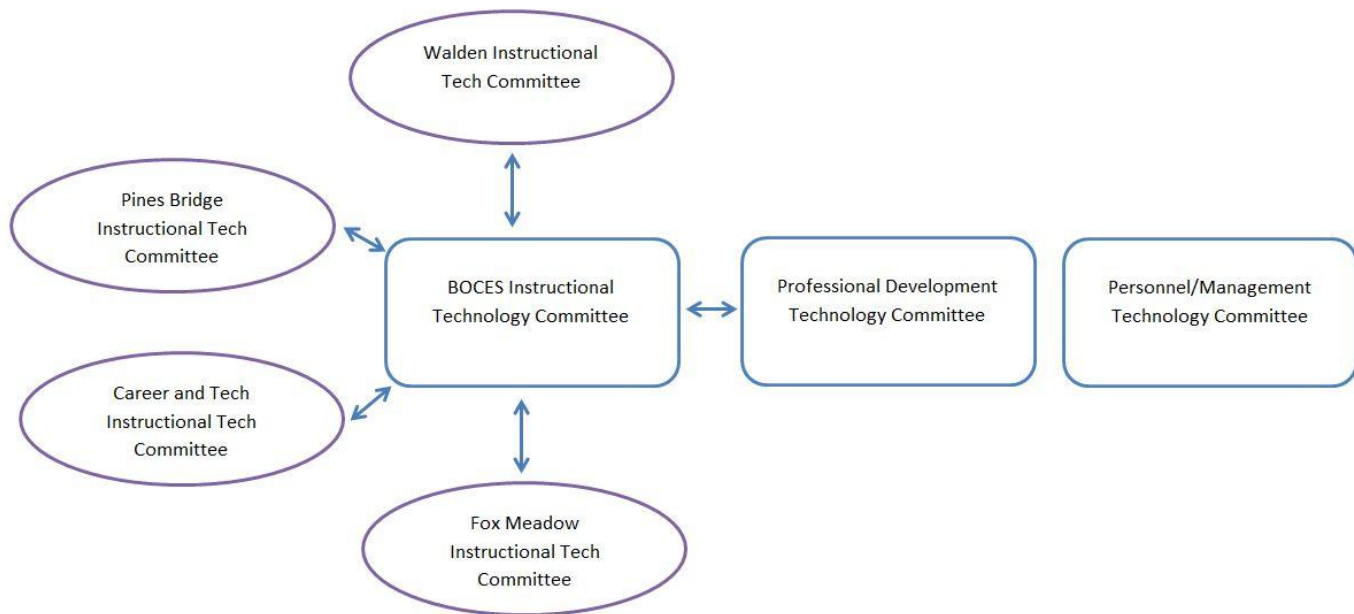 Walden Instructional
Tech Committee
Pines Bridge
Instructional Tech
Committee
BOCES Instructional
Technology Committee
Professional Development
Technology Committee
Personnel/Management
Technology Committee
Career and Tech
Instructional Tech
Committee
Fox Meadow
Instructional Tech
Committee